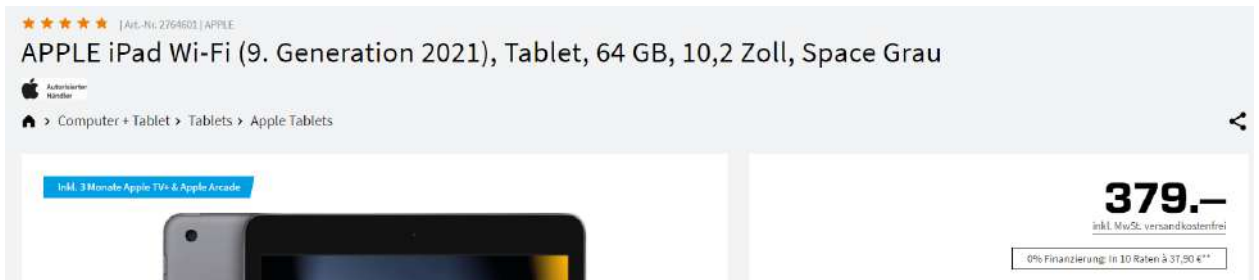 | Art.-Nr. 2764601 | APPLE
APPLE iPad Wi-Fi (9. Generation 2021), Tablet, 64 GB, 10,2 Zoll, Space Grau
Autorisierter
Händler
> Computer + Tablet > Tablets > Apple Tablets
Inkl. 3 Monate Apple TV+ & Apple Arcade
379.–
inkl. MwSt. versandkostenfrei
0% Finanzierung: In 10 Raten à 37,90 €**